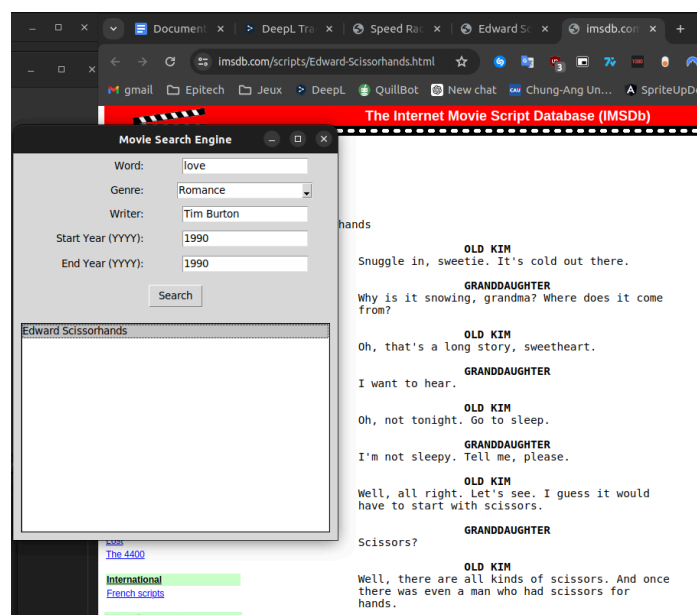 Document
DeepL Tra
Speed Rac
Edward Sc
imsdb.com
imsdb.com/scripts/Edward-Scissorhands.html
gmail
Epitech
Jeux
DeepL
QuillBot
New chat
Chung-Ang Un...
SpriteUpD
The Internet Movie Script Database (IMSDb)
Movie Search Engine
Word:
love
Genre:
Romance
Writer:
Tim Burton
Start Year (YYYY):
1990
End Year (YYYY):
1990
Search
Edward Scissorhands
hands
OLD KIM
Snuggle in, sweetie. It's cold out there.
GRANDDAUGHTER
Why is it snowing, grandma? Where does it come
from?
OLD KIM
Oh, that's a long story, sweetheart.
GRANDDAUGHTER
I want to hear.
OLD KIM
Oh, not tonight. Go to sleep.
GRANDDAUGHTER
I'm not sleepy. Tell me, please.
OLD KIM
Well, all right. Let's see. I guess it would
have to start with scissors.
GRANDDAUGHTER
Scissors?
OLD KIM
Well, there are all kinds of scissors. And once
there was even a man who had scissors for
hands.
Lost
The 4400
International
French scripts